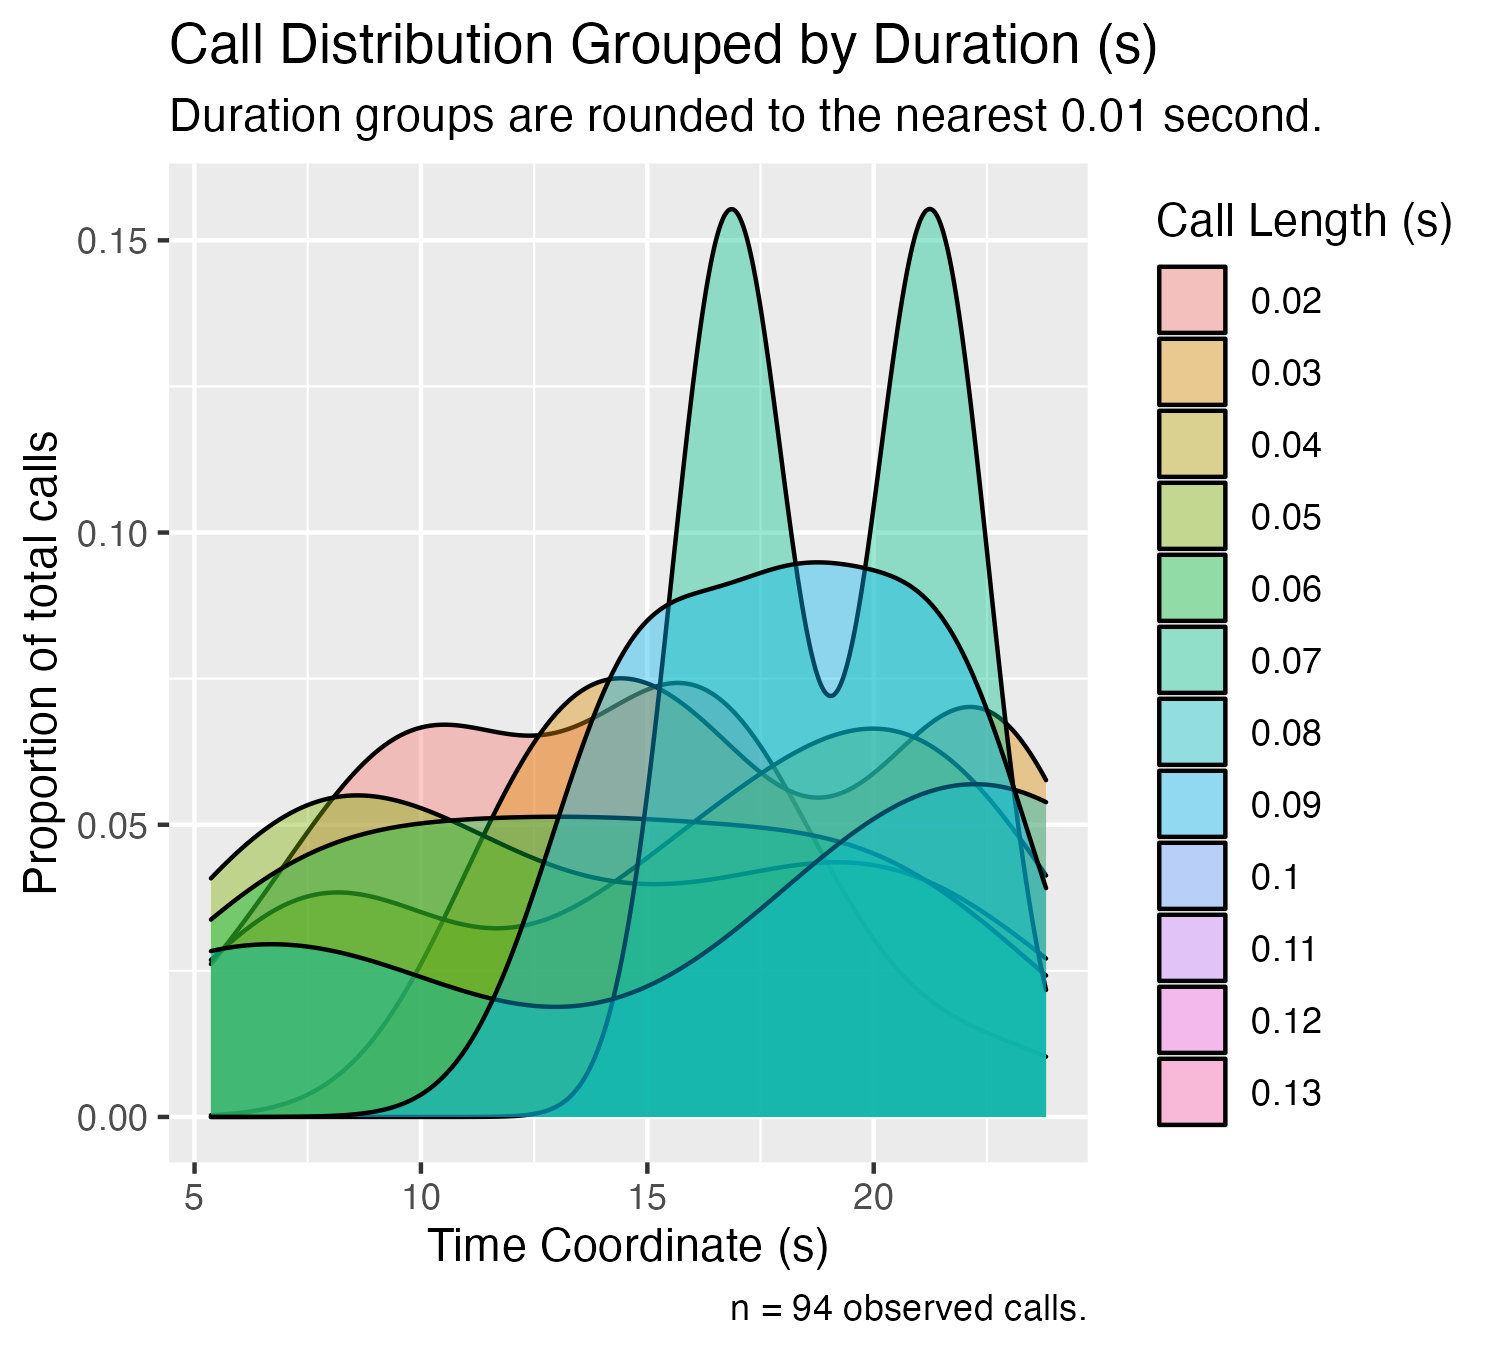 Call Distribution Grouped by Duration (s)
Duration groups are rounded to the nearest 0.01 second.
Proportion of total calls
0.15
0.10
0.05
0.00
5 10 15 20
Time Coordinate (s)
n = 94 observed calls.
Call Length (s)
0.02
0.03
0.04
0.05
0.06
0.07
0.08
0.09
0.1
0.11
0.12
0.13